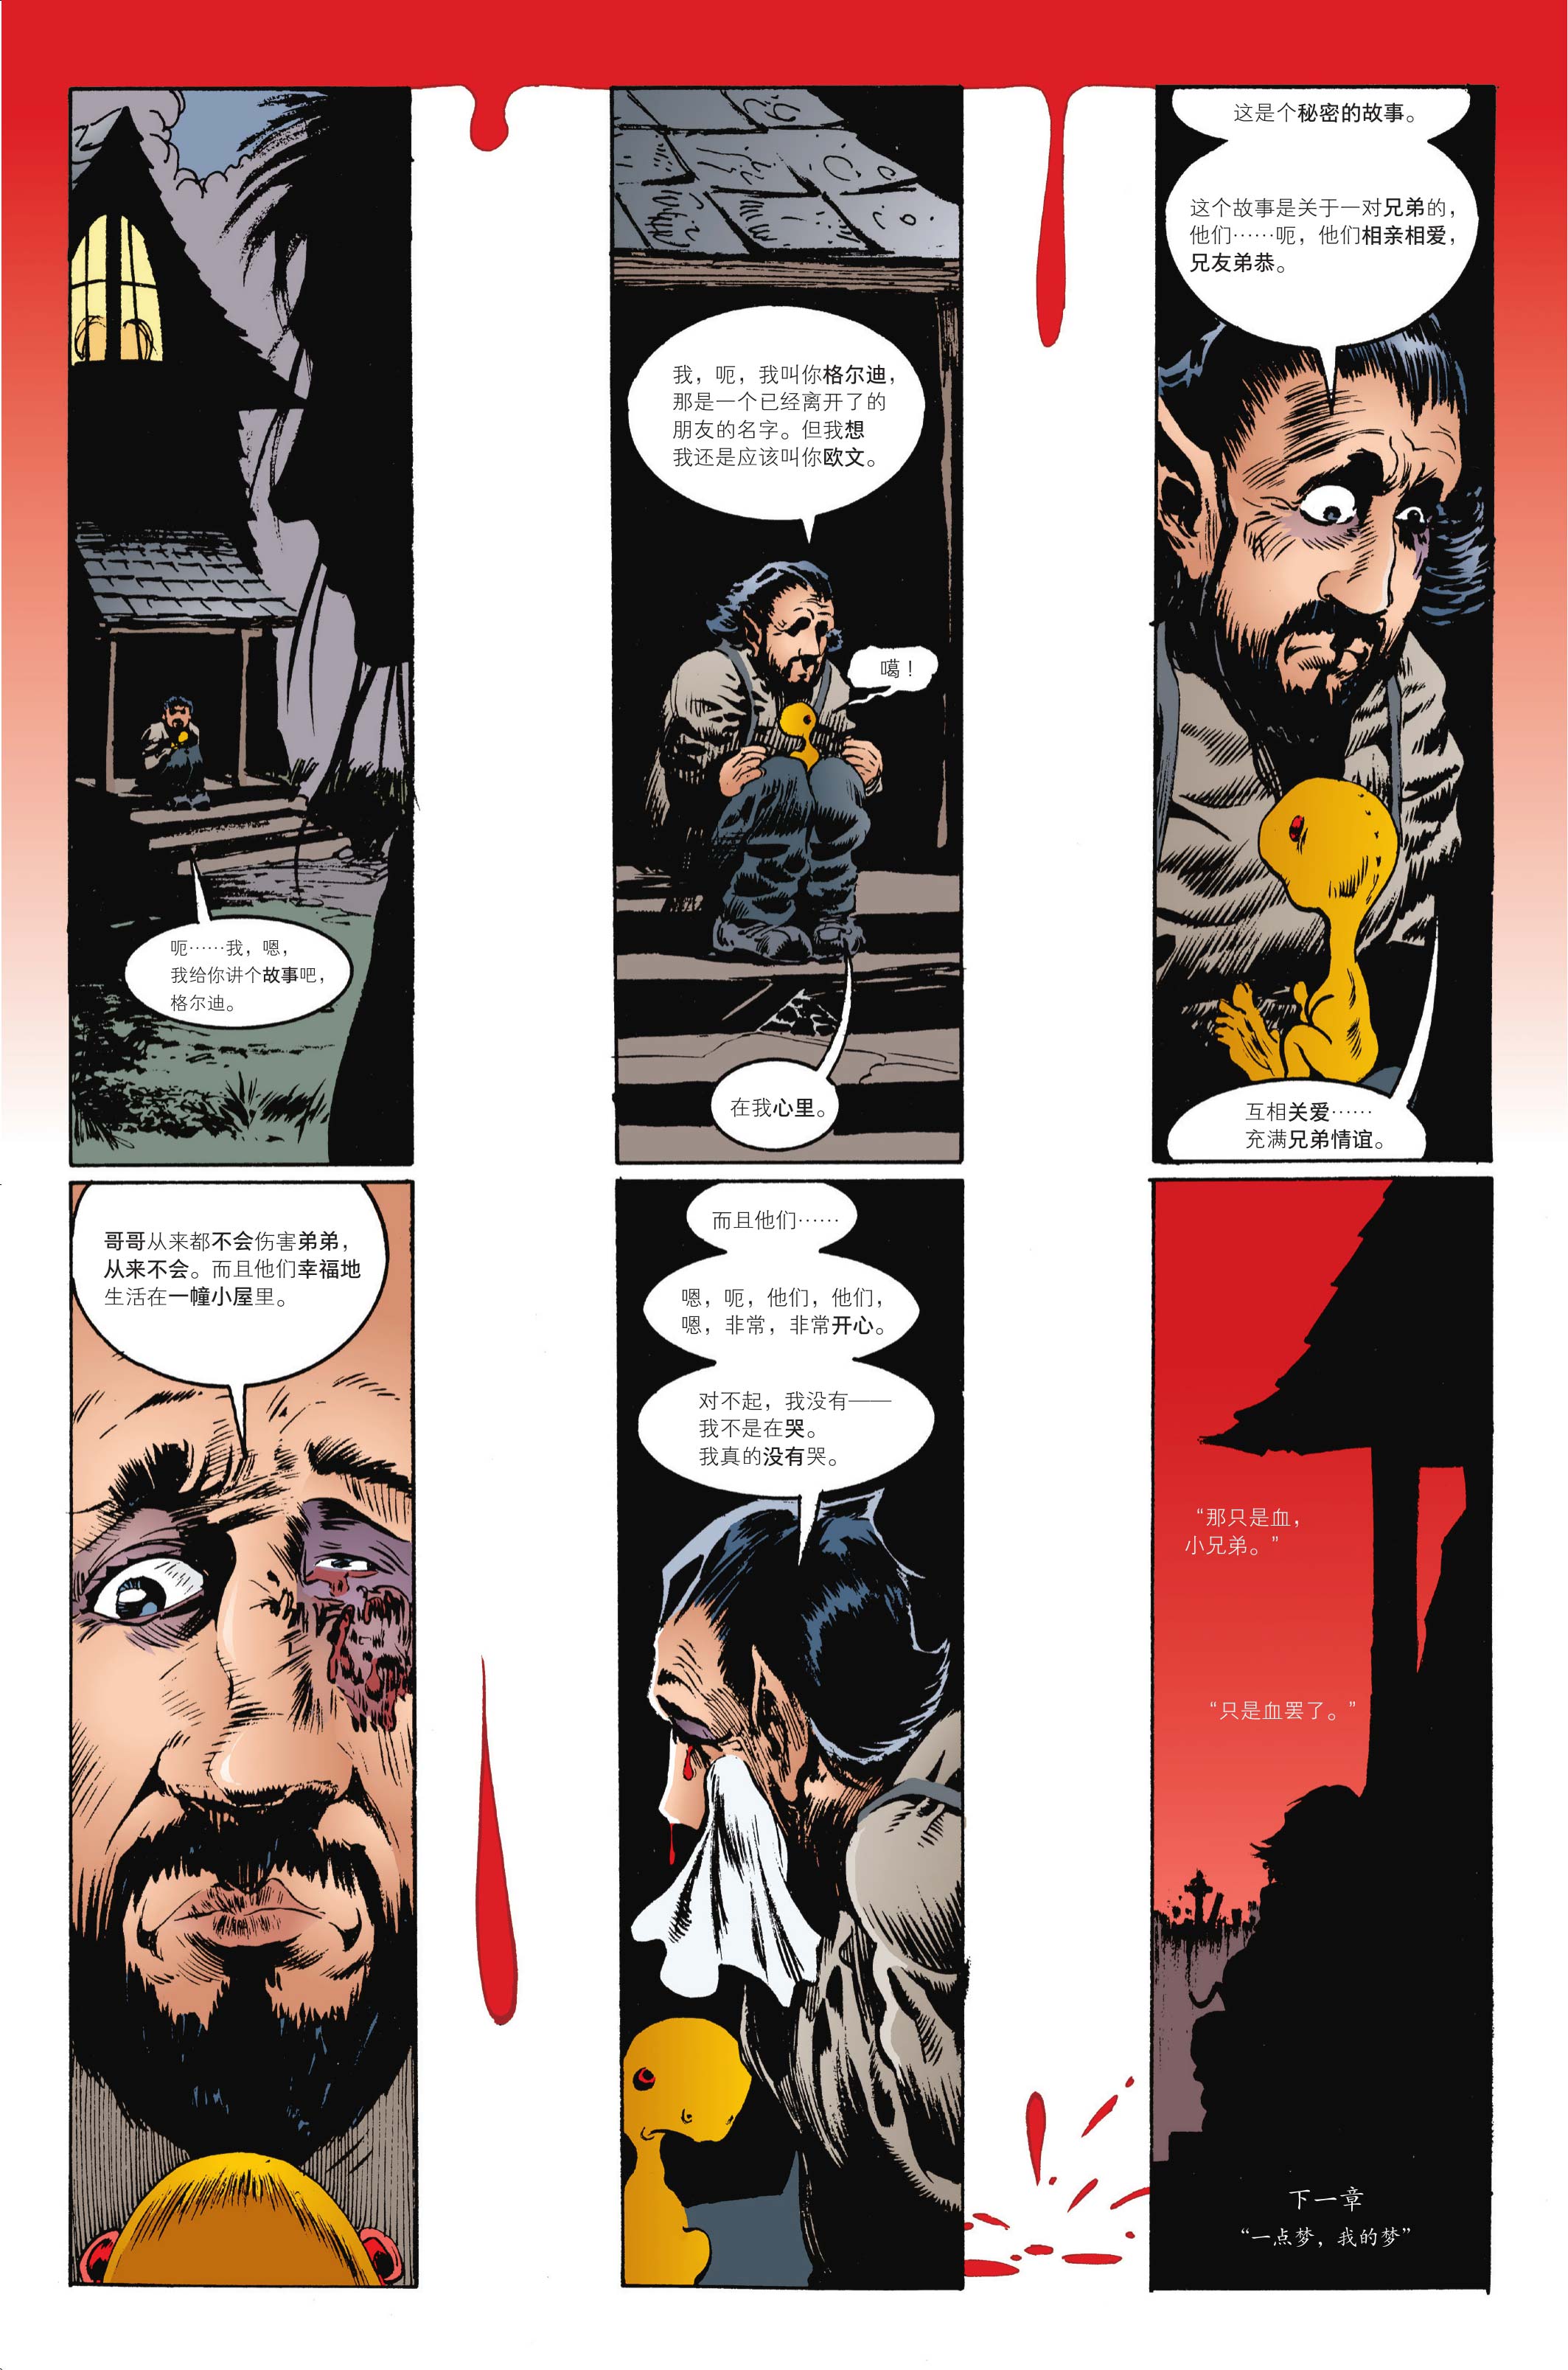 呃……我，嗯，
我给你讲个故事吧，
格尔迪。
我，呃，我叫你格尔迪，
那是一个已经离开了的
朋友的名字。但我想
我还是应该叫你欧文。
噶！
在我心里。
这是个秘密的故事。
这个故事是关于一对兄弟的，
他们……呃，他们相亲相爱，
兄友弟恭。
互相关爱……
充满兄弟情谊。
哥哥从来都不会伤害弟弟，
从来不会。而且他们幸福地
生活在一幢小屋里。
而且他们……
嗯，呃，他们，他们，
嗯，非常，非常开心。
对不起，我没有——
我不是在哭。
我真的没有哭。
“那只是血，
小兄弟。”
“只是血罢了。”
下一章
“一点梦，我的梦”